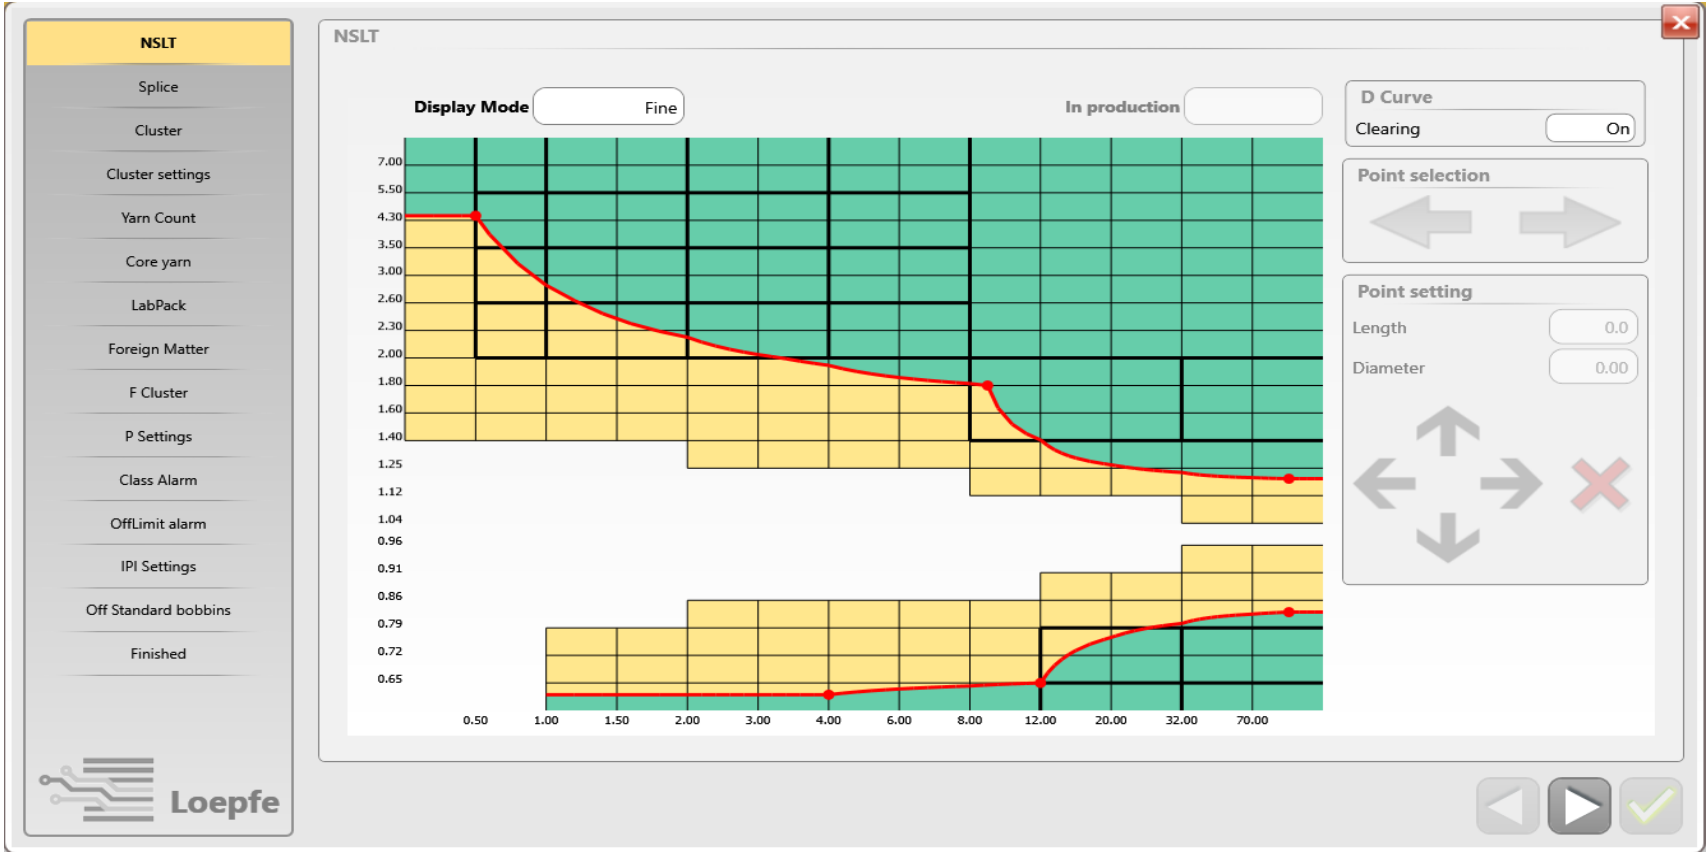 NSLT
Splice
Cluster
Cluster settings
Yarn Count
Core yarn
LabPack
Foreign Matter
F Cluster
P Settings
Class Alarm
OffLimit alarm
IPI Settings
Off Standard bobbins
Finished
Loepfe
NSLT
Display Mode Fine
In production
7.00
5.50
4.30
3.50
3.00
2.60
2.30
2.00
1.80
1.60
1.40
1.25
1.12
1.04
0.96
0.91
0.86
0.79
0.72
0.65
0.50 1.00 1.50 2.00 3.00 4.00 6.00 8.00 12.00 20.00 32.00 70.00
D Curve
Clearing On
Point selection
Point setting
Length 0.0
Diameter 0.00